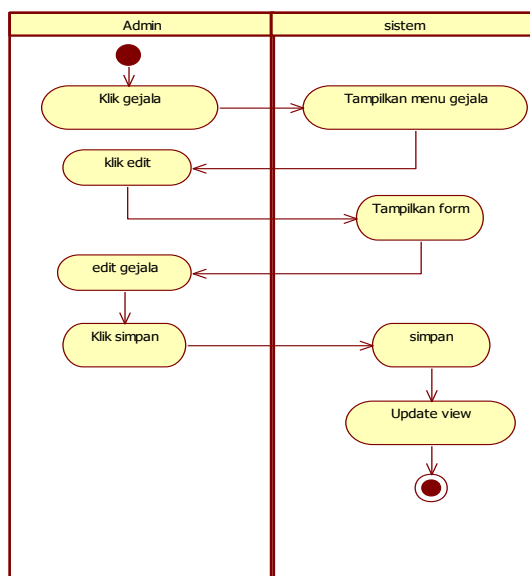 Admin
sistem
Klik gejala
Tampilkan menu gejala
klik edit
Tampilkan form
edit gejala
Klik simpan
simpan
Update view